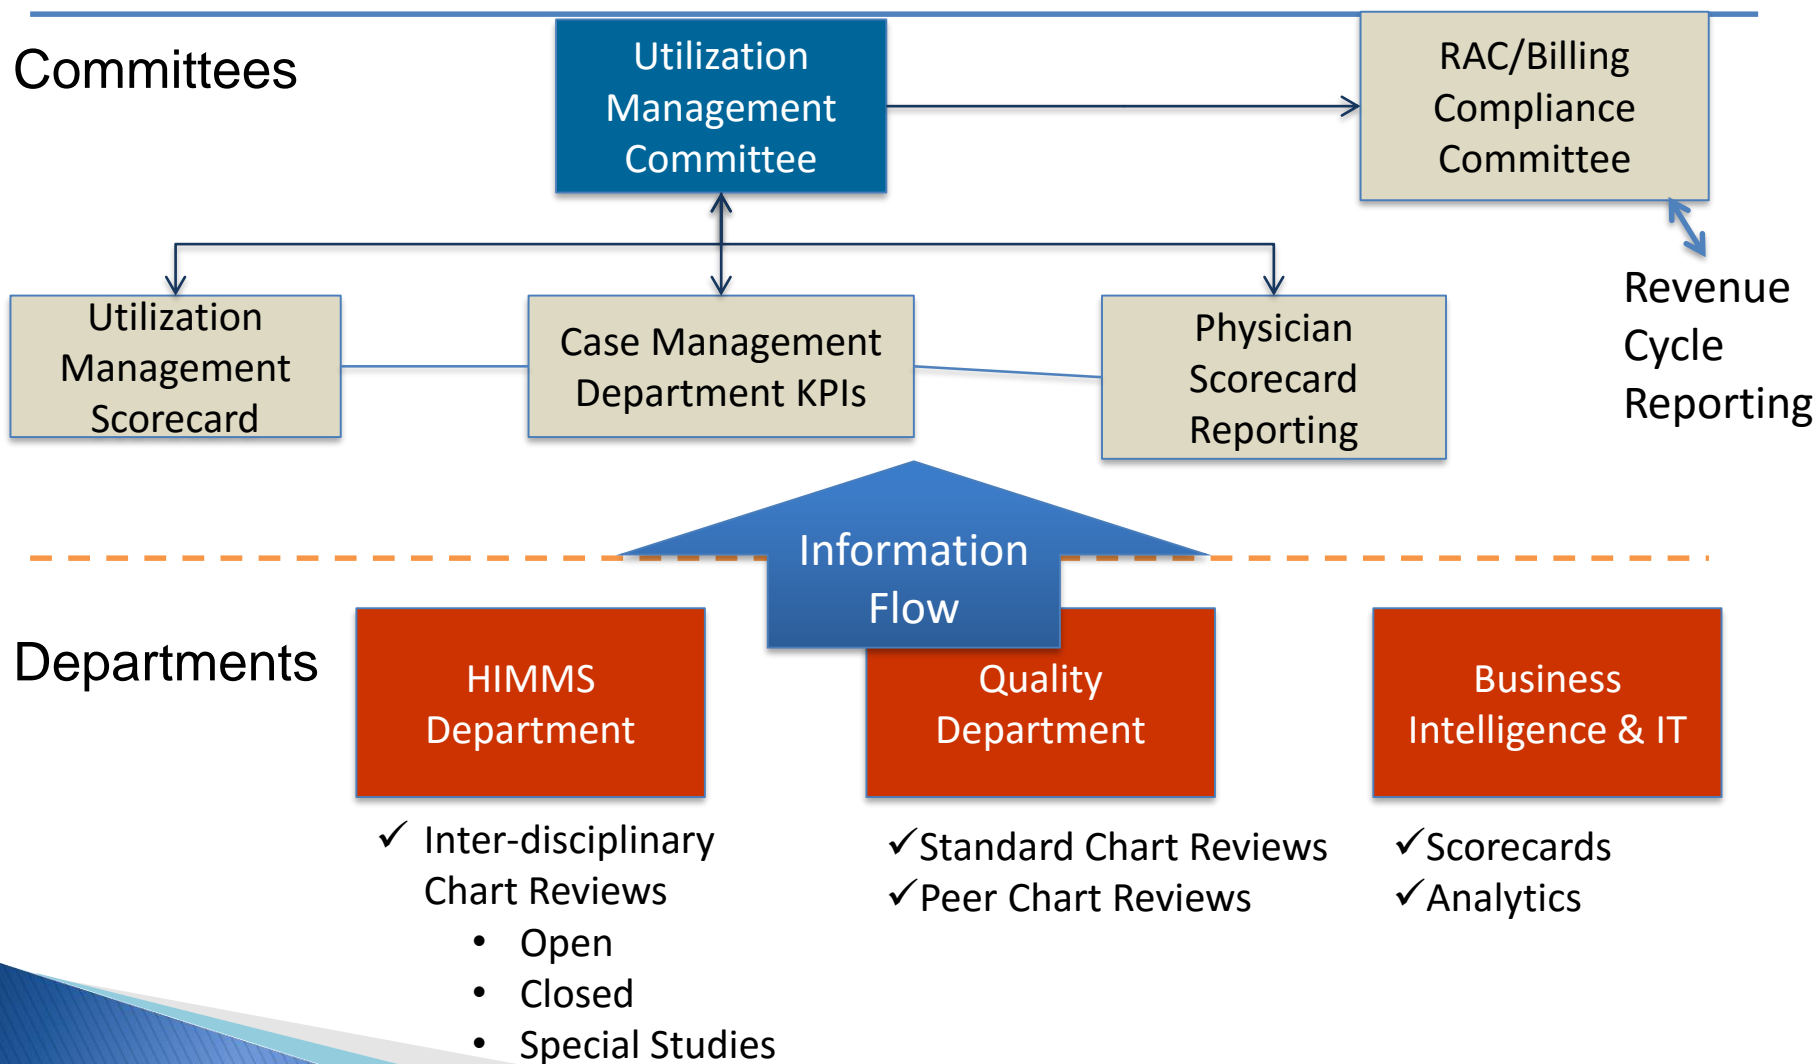 Committees
Utilization
Management
Committee
RAC/Billing
Compliance
Committee
Utilization
Management
Scorecard
Case Management
Department KPIs
Physician
Scorecard
Reporting
Revenue
Cycle
Reporting
Information
Flow
Departments
HIMMS
Department
Quality
Department
Business
Intelligence & IT
✓ Inter-disciplinary
Chart Reviews
• Open
• Closed
• Special Studies
✓Standard Chart Reviews
✓Peer Chart Reviews
✓Scorecards
✓Analytics